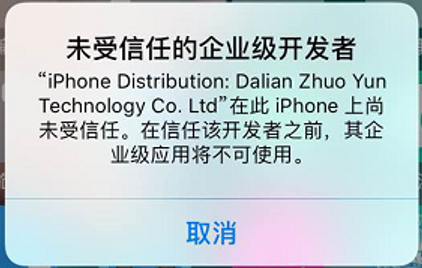 未受信任的企业级开发者
“iPhone Distribution: Dalian Zhuo Yun
Technology Co. Ltd”在此 iPhone 上尚
未受信任。在信任该开发者之前，其企
业级应用将不可使用。
取消